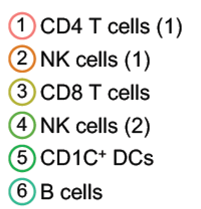 1 CD4 T cells (1)
2 NK cells (1)
3 CD8 T cells
4 NK cells (2)
5 CD1C⁺ DCs
6 B cells